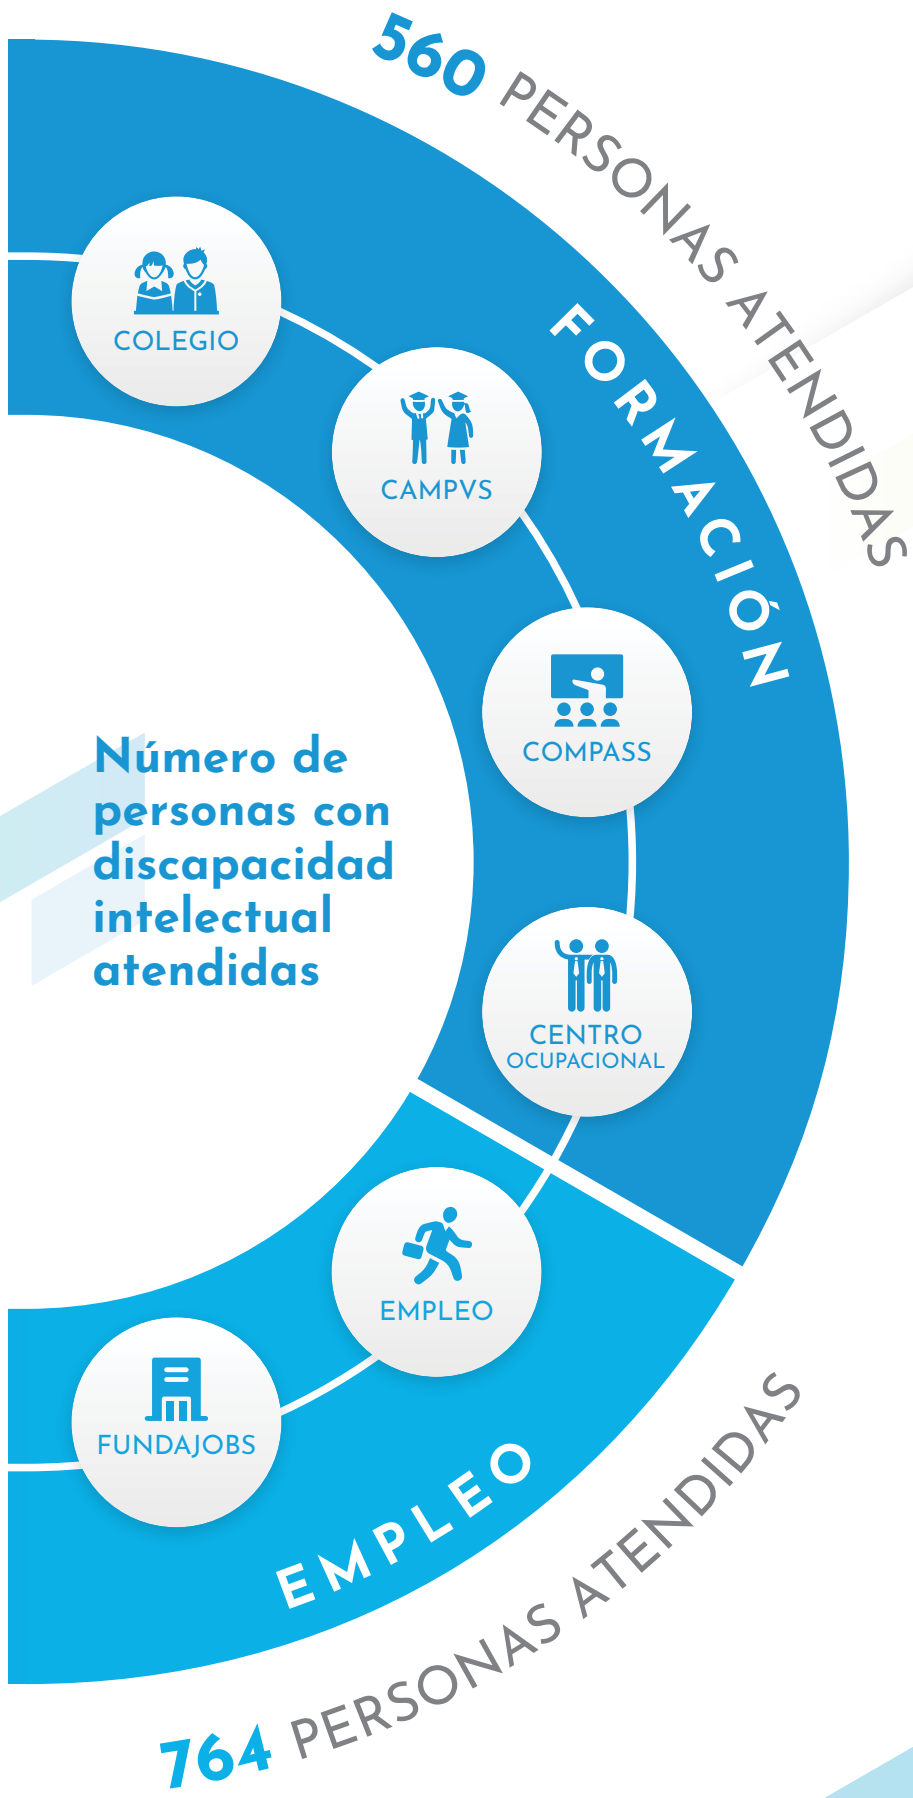 560 PERSONAS ATENDIDAS
FORMACIÓN
COLEGIO
CAMPVS
COMPASS
CENTRO
OCUPACIONAL
Número de
personas con
discapacidad
intelectual
atendidas
EMPLEO
FUNDAJOBS
EMPLEO
764 PERSONAS ATENDIDAS